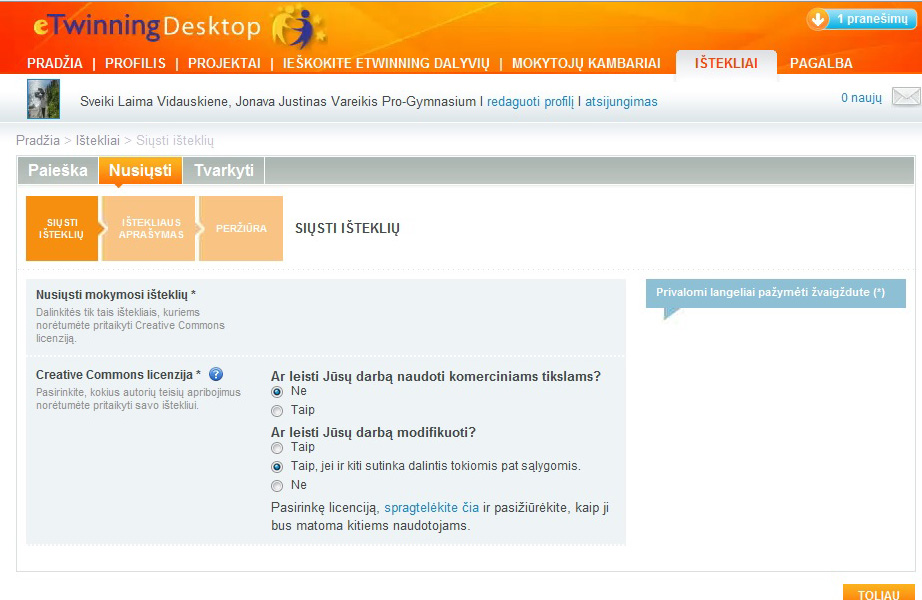 eTwinning Desktop
1 pranešimų
PRADŽIA | PROFILIS | PROJEKTAI | IEŠKOKITE ETWINNING DALYVIŲ | MOKYTOJŲ KAMBARIAI IŠTEKLIAI PAGALBA
Sveiki Laima Vidauskiene, Jonava Justinas Vareikis Pro-Gymnasium I redaguoti profilį I atsijungimas
0 naujų
Pradžia > Ištekliai > Siųsti išteklių
Paieška Nusiųsti Tvarkyti
SIŲSTI
IŠTEKLIŲ
IŠTEKLIAUS
APRAŠYMAS
PERŽIŪRA
SIŲSTI IŠTEKLIŲ
Nusiųsti mokymosi išteklių *
Dalinkitės tik tais ištekliais, kuriems
norėtumėte pritaikyti Creative Commons
licenziją.
Privalomi langeliai pažymėti žvaigždute (*)
Creative Commons licenzija * ?
Pasirinkite, kokius autorių teisių apribojimus
norėtumėte pritaikyti savo ištekliui.
Ar leisti Jūsų darbą naudoti komerciniams tikslams?
Ne
Taip
Ar leisti Jūsų darbą modifikuoti?
Taip
Taip, jei ir kiti sutinka dalintis tokiomis pat sąlygomis.
Ne
Pasirinkę licenciją, spragtelėkite čia ir pasižiūrėkite, kaip ji
bus matoma kitiems naudotojams.
TOLIAU